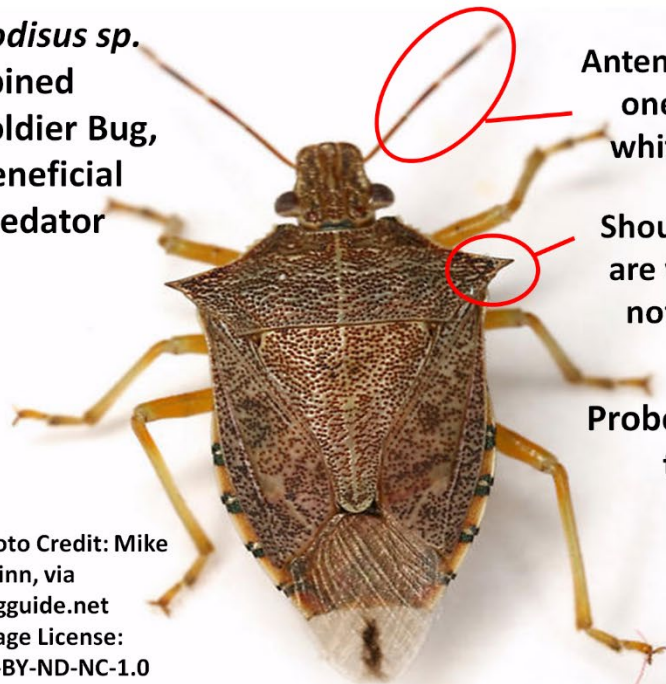 odisus sp.
pined
oldier Bug,
eneficial
edator
Anten
one
whit
Shou
are
not
Prob
oto Credit: Mike
inn, via
gguide.net
age License:
-BY-ND-NC-1.0